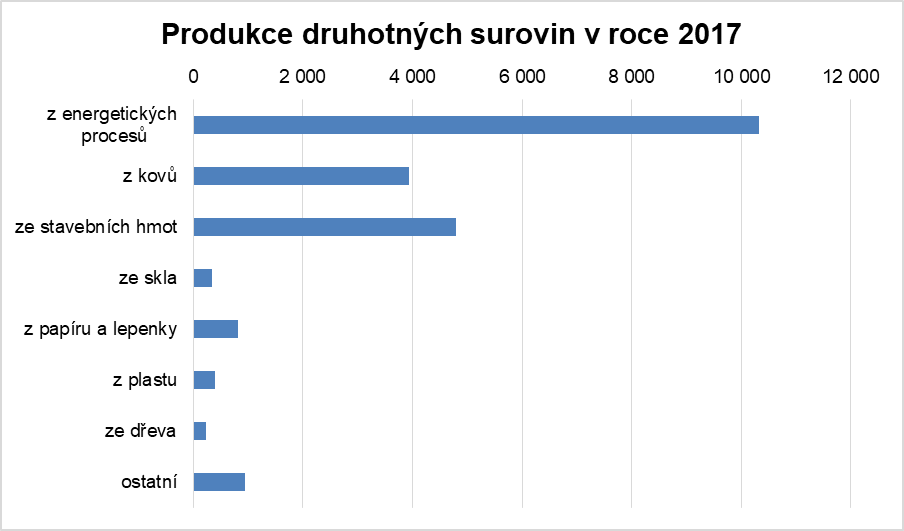 Produkce druhotných surovin v roce 2017
0 2 000 4 000 6 000 8 000 10 000 12 000
z energetických
procesů
z kovů
ze stavebních hmot
ze skla
z papíru a lepenky
z plastu
ze dřeva
ostatní